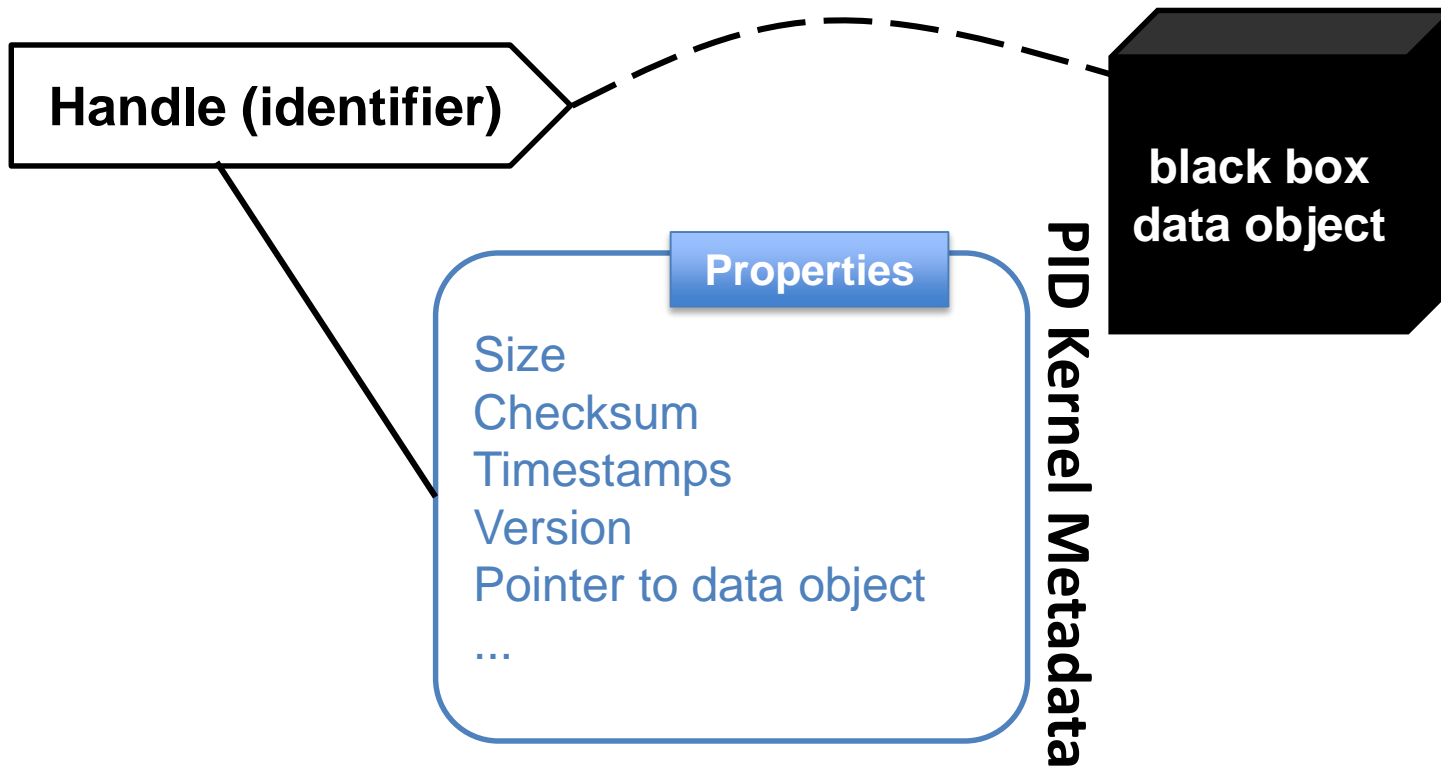 Handle (identifier)
black box
data object
Properties
Size
Checksum
Timestamps
Version
Pointer to data object
...
PID Kernel Metadata